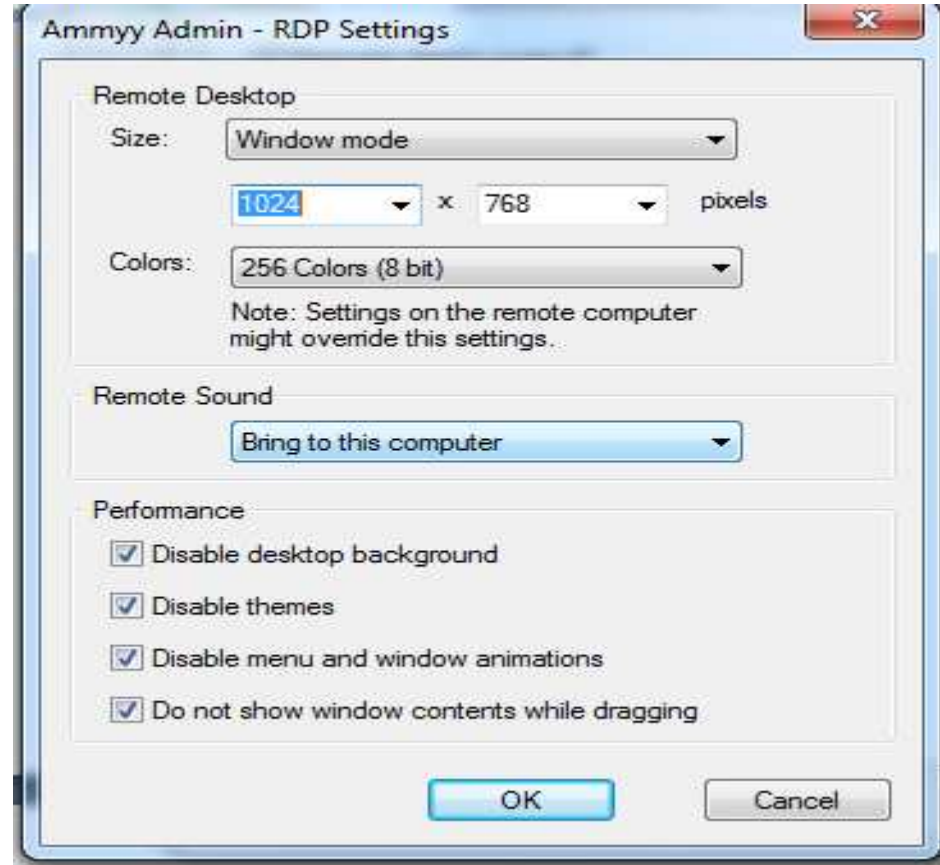 Ammyy Admin - RDP Settings
Remote Desktop
Size: Window mode
1024 x 768 pixels
Colors: 256 Colors (8 bit)
Note: Settings on the remote computer
might override this settings.
Remote Sound
Bring to this computer
Performance
Disable desktop background
Disable themes
Disable menu and window animations
Do not show window contents while dragging
OK Cancel